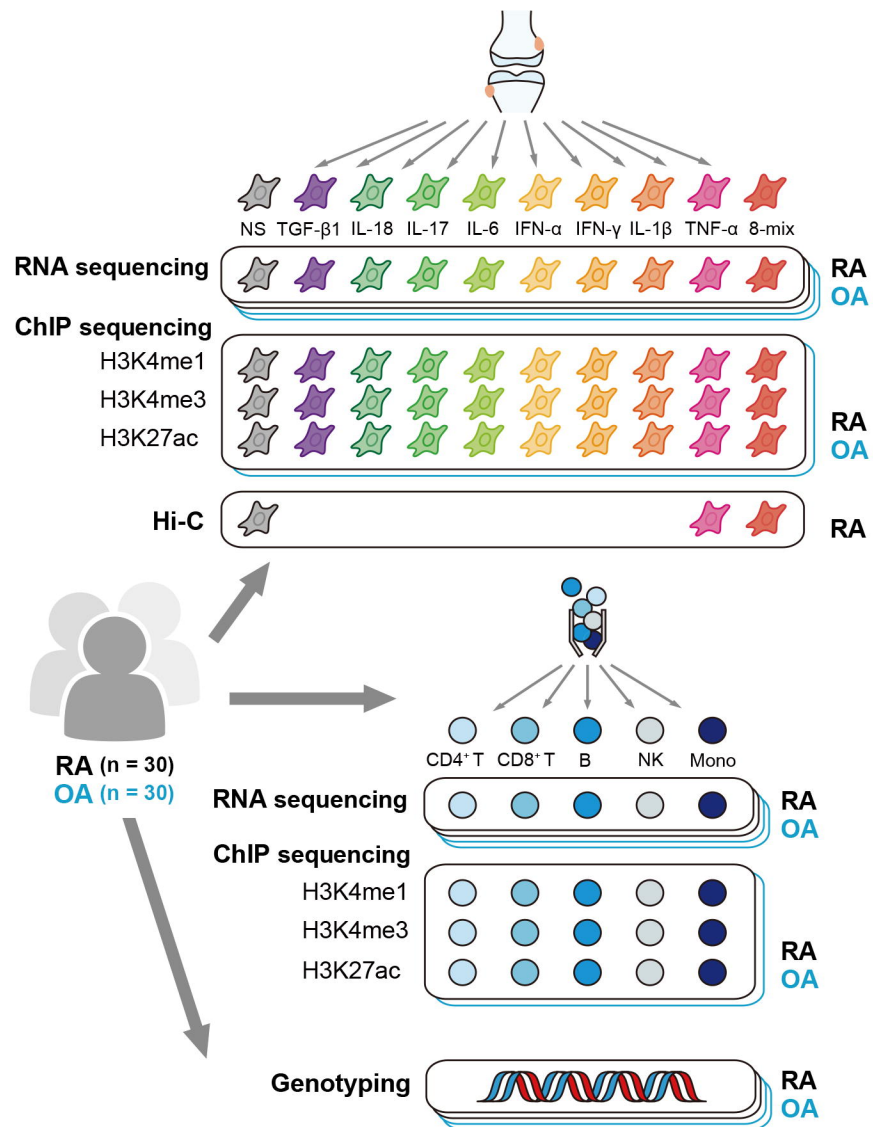 NS TGF-β1 IL-18 IL-17 IL-6 IFN-α IFN-γ IL-1β TNF-α 8-mix
RNA sequencing
RA
OA
ChIP sequencing
H3K4me1
H3K4me3
H3K27ac
RA
OA
Hi-C
RA
RA (n = 30)
OA (n = 30)
CD4⁺ T CD8⁺ T B NK Mono
RNA sequencing
RA
OA
ChIP sequencing
H3K4me1
H3K4me3
H3K27ac
RA
OA
Genotyping
RA
OA